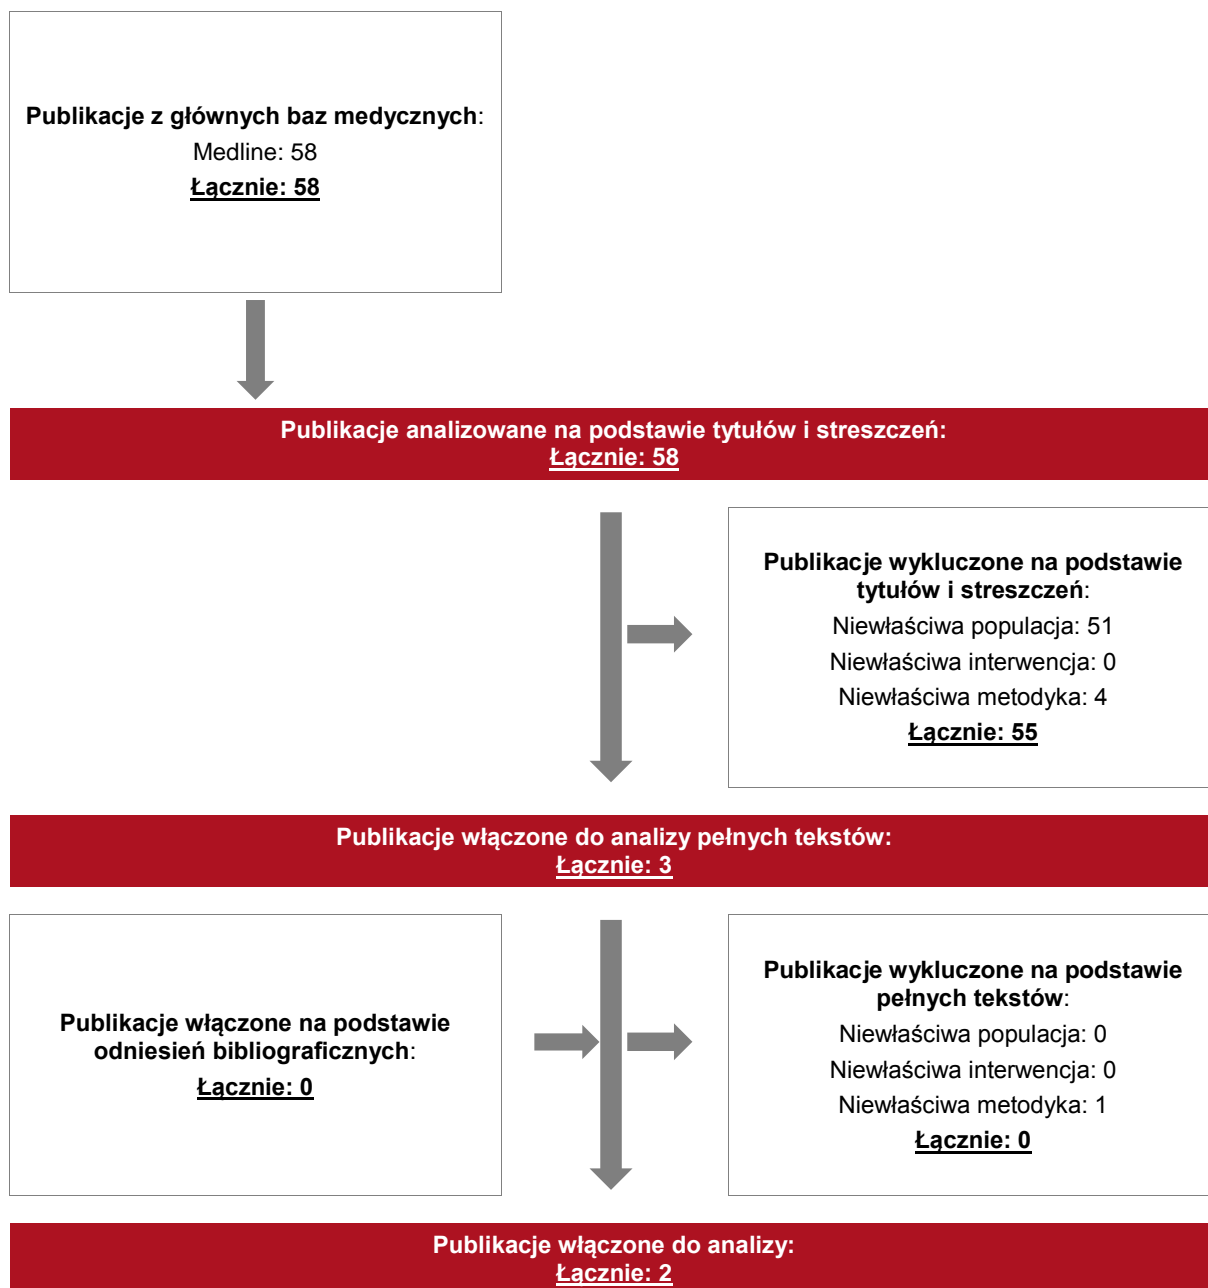 Publikacje z głównych baz medycznych:
Medline: 58
Łącznie: 58
Publikacje analizowane na podstawie tytułów i streszczeń:
Łącznie: 58
Publikacje wykluczone na podstawie
tytułów i streszczeń:
Niewłaściwa populacja: 51
Niewłaściwa interwencja: 0
Niewłaściwa metodyka: 4
Łącznie: 55
Publikacje włączone do analizy pełnych tekstów:
Łącznie: 3
Publikacje włączone na podstawie
odniesień bibliograficznych:
Łącznie: 0
Publikacje wykluczone na podstawie
pełnych tekstów:
Niewłaściwa populacja: 0
Niewłaściwa interwencja: 0
Niewłaściwa metodyka: 1
Łącznie: 0
Publikacje włączone do analizy:
Łącznie: 2